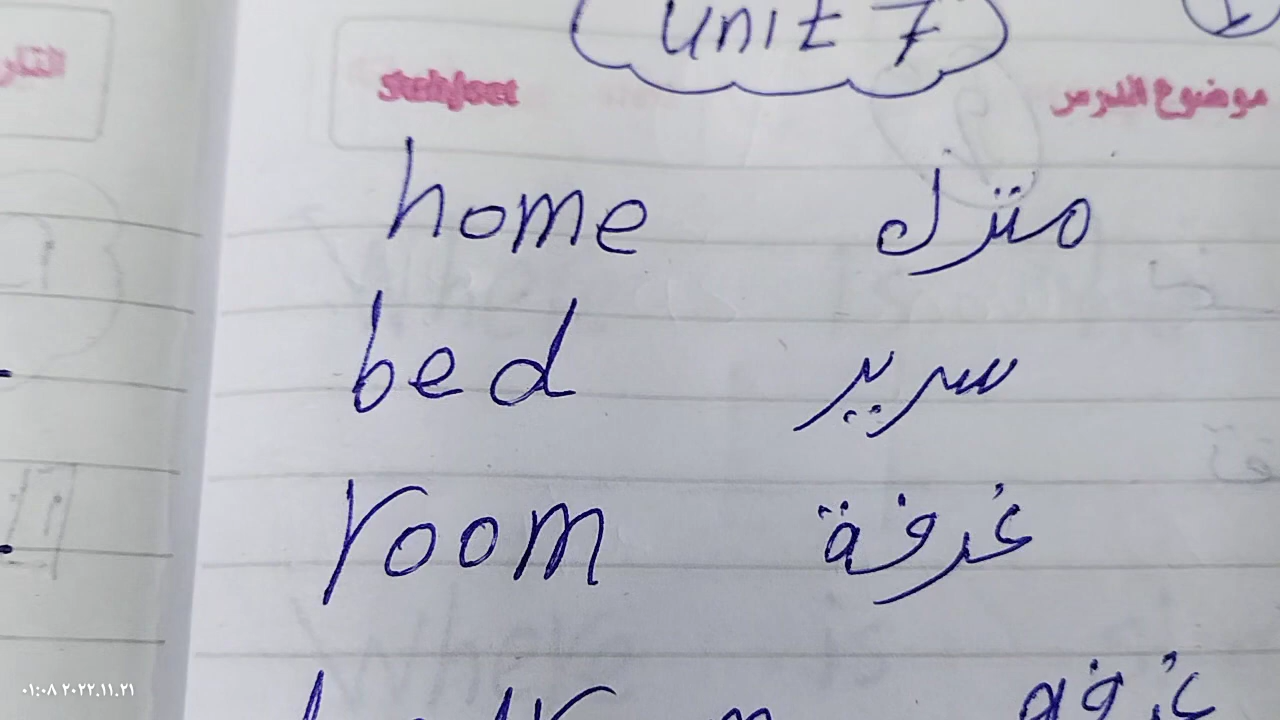 unit 7
Subject موضوع الدرس
home منزل
bed سرير
room غرفة
٠١:٠٨ ٢٠٢٢.١١.٢١